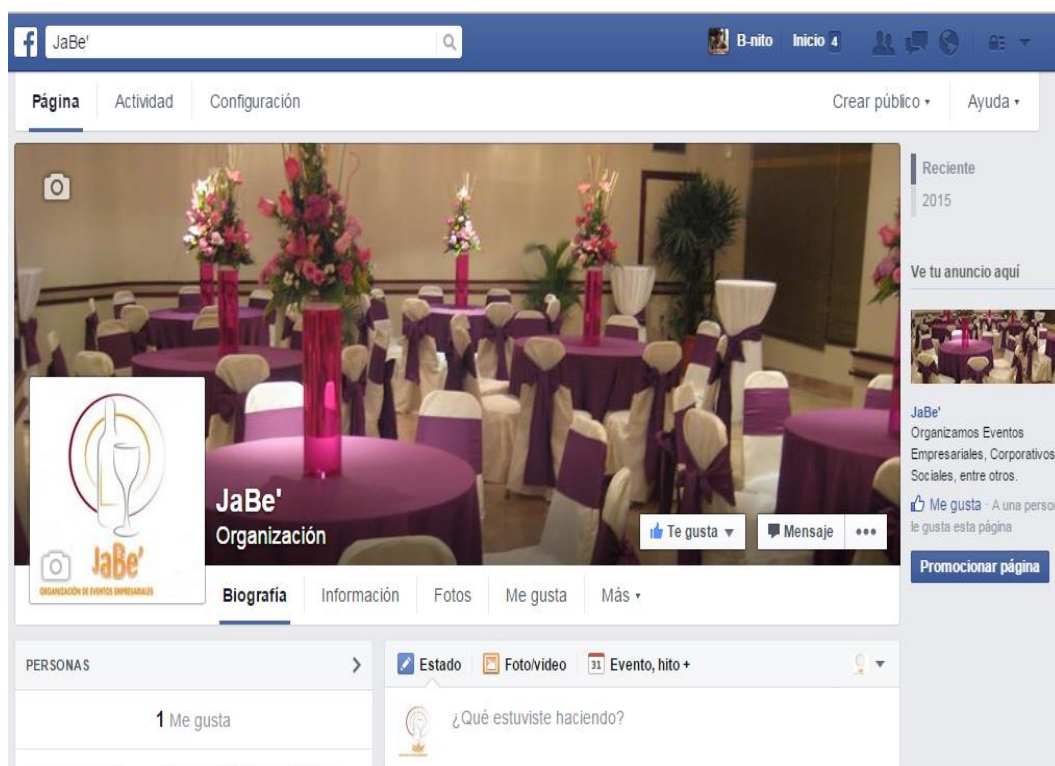 JaBe'
B-nito Inicio 4
Página Actividad Configuración Crear público Ayuda
Reciente
2015
Ve tu anuncio aquí
JaBe'
Organizamos Eventos
Empresariales, Corporativos
Sociales, entre otros.
Me gusta · A una perso
le gusta esta página
Promocionar página
JaBe'
Organización
Te gusta Mensaje
JaBe'
ORGANIZACIÓN DE EVENTOS EMPRESARIALES
Biografía Información Fotos Me gusta Más
PERSONAS
1 Me gusta
Estado Foto/video 31 Evento, hito +
¿Qué estuviste haciendo?